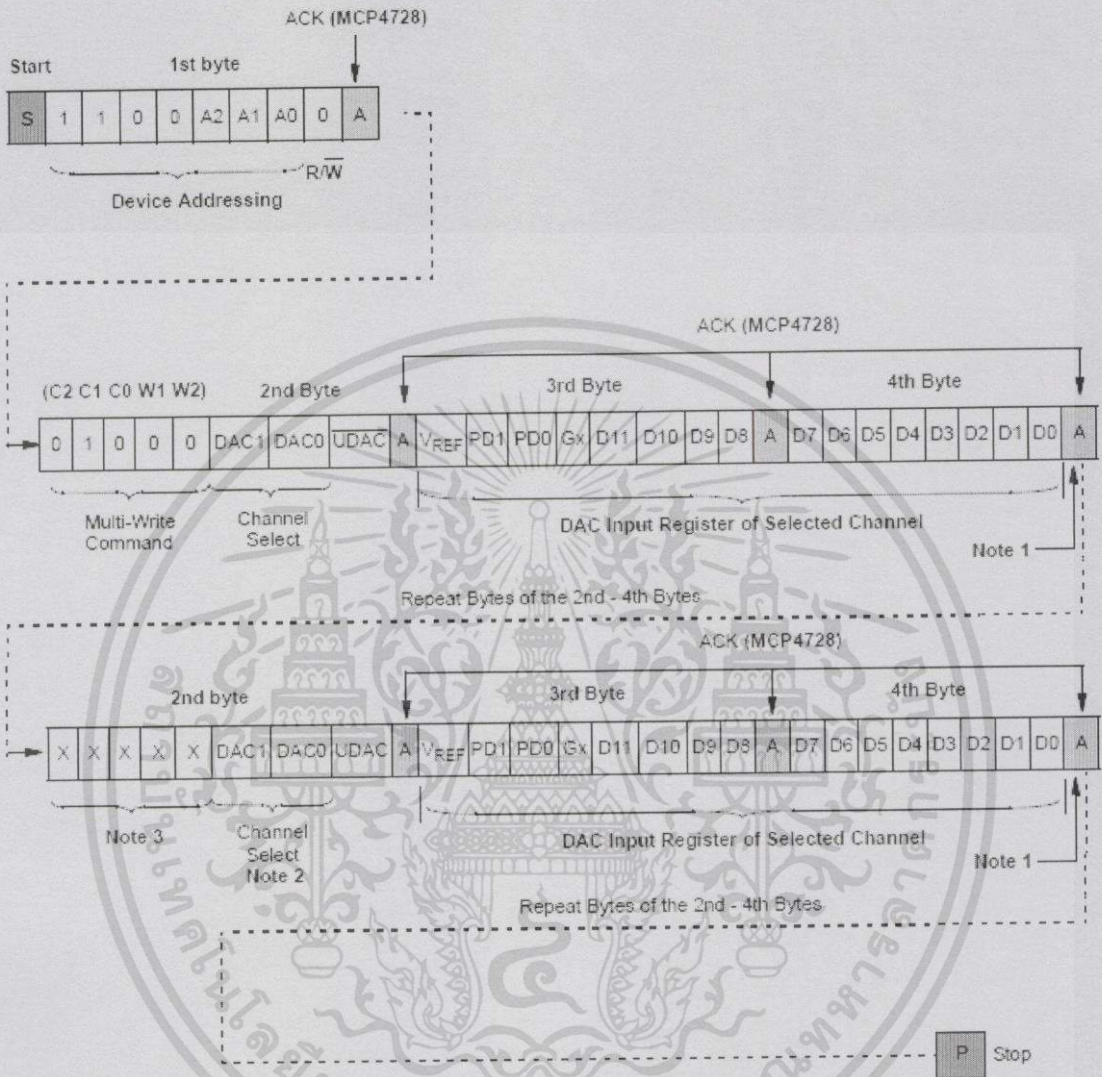 ACK (MCP4728)
Start 1st byte
S 1 1 0 0 A2 A1 A0 0 A
R/W
Device Addressing
ACK (MCP4728)
(C2 C1 C0 W1 W2) 2nd Byte 3rd Byte 4th Byte
0 1 0 0 0 DAC1 DAC0 UDAC A VREF PD1 PD0 Gx D11 D10 D9 D8 A D7 D6 D5 D4 D3 D2 D1 D0 A
Multi-Write Command
Channel Select
DAC Input Register of Selected Channel
Note 1
Repeat Bytes of the 2nd - 4th Bytes
ACK (MCP4728)
2nd byte 3rd Byte 4th Byte
X X X X X DAC1 DAC0 UDAC A VREF PD1 PD0 Gx D11 D10 D9 D8 A D7 D6 D5 D4 D3 D2 D1 D0 A
Note 3
Channel Select Note 2
DAC Input Register of Selected Channel
Note 1
Repeat Bytes of the 2nd - 4th Bytes
P Stop